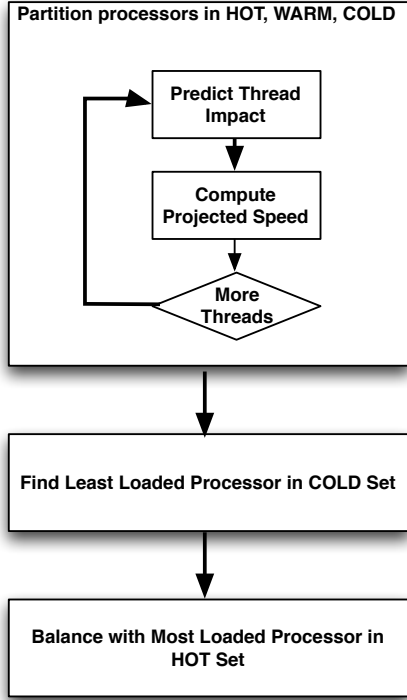 Partition processors in HOT, WARM, COLD
Predict Thread
Impact
Compute
Projected Speed
More
Threads
Find Least Loaded Processor in COLD Set
Balance with Most Loaded Processor in
HOT Set